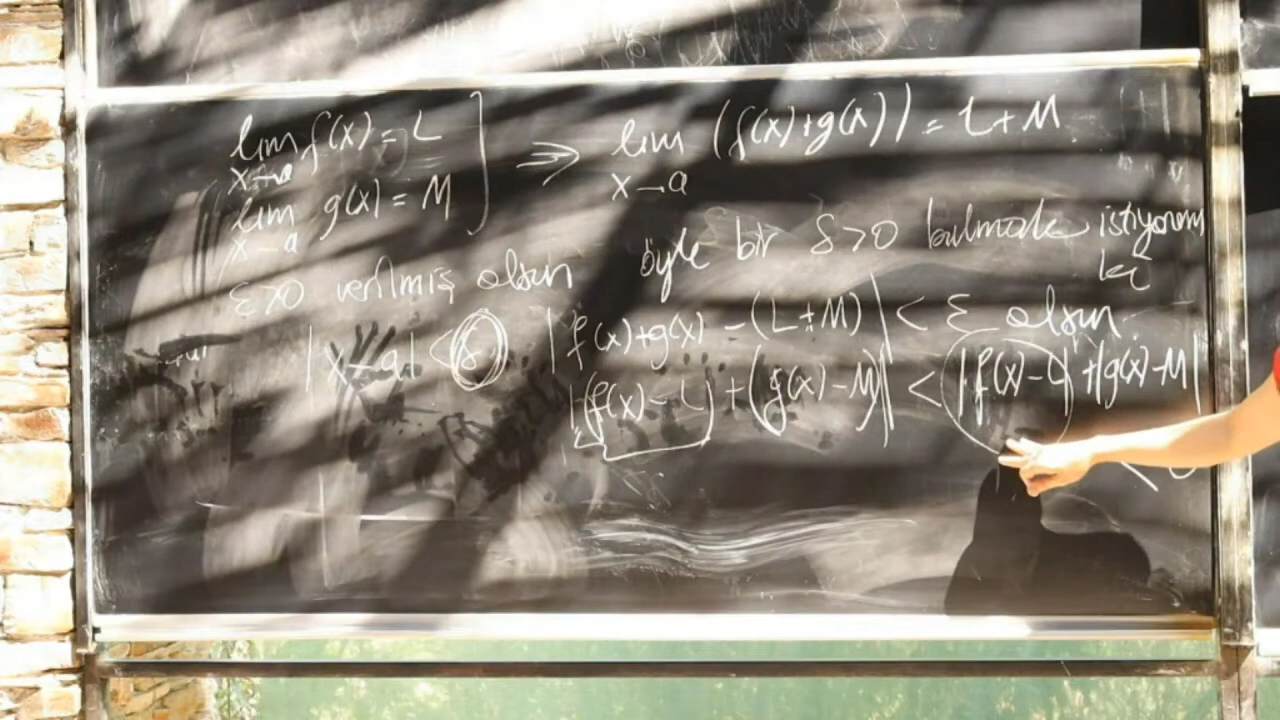 lim f(x) = L
x→a
lim g(x) = M
x→a
⇒ lim (f(x)+g(x)) = L+M
x→a
ε>0 verilmiş olsun öyle bir δ>0 bulmak istiyorum
ki
|x-a| < δ |f(x)+g(x) - (L+M)| < ε olsun.
|(f(x)-L)+(g(x)-M)| < |f(x)-L|+|g(x)-M|